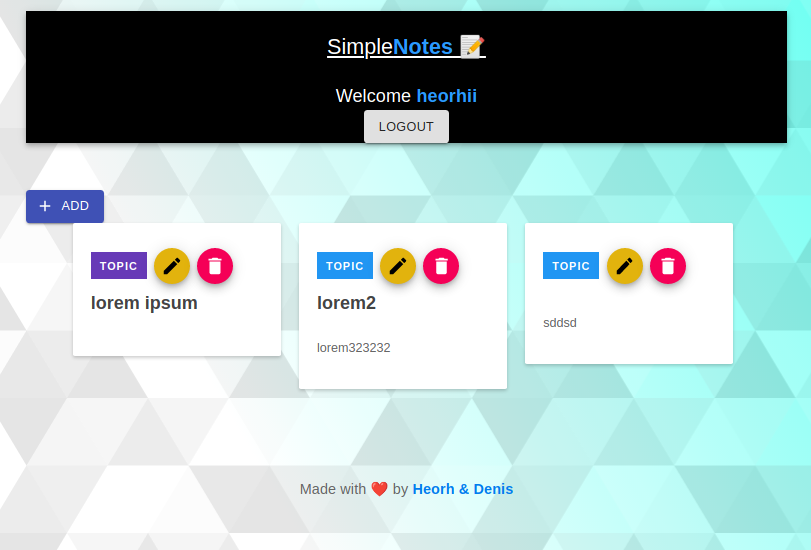 SimpleNotes 📝
Welcome heorhii
LOGOUT
+ ADD
TOPIC
lorem ipsum
TOPIC
lorem2
lorem323232
TOPIC
sddsd
Made with ❤️ by Heorh & Denis